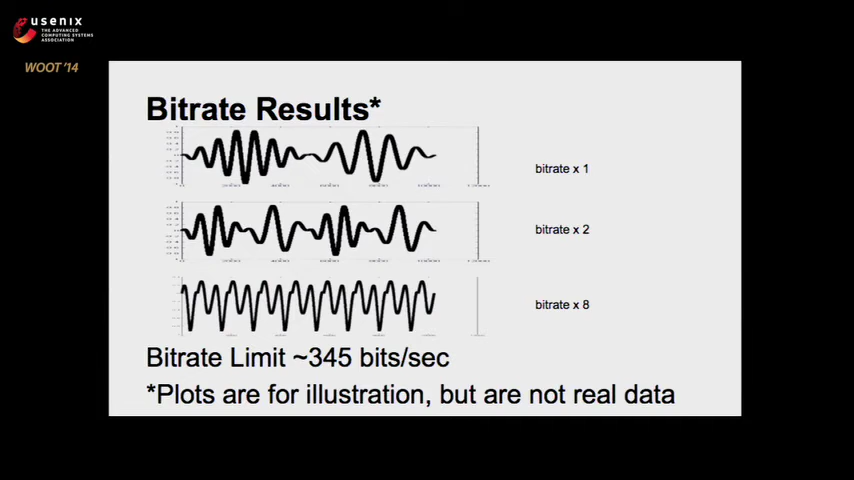 usenix
THE ADVANCED
COMPUTING SYSTEMS
ASSOCIATION
WOOT '14
Bitrate Results*
bitrate x 1
bitrate x 2
bitrate x 8
Bitrate Limit ~345 bits/sec
*Plots are for illustration, but are not real data